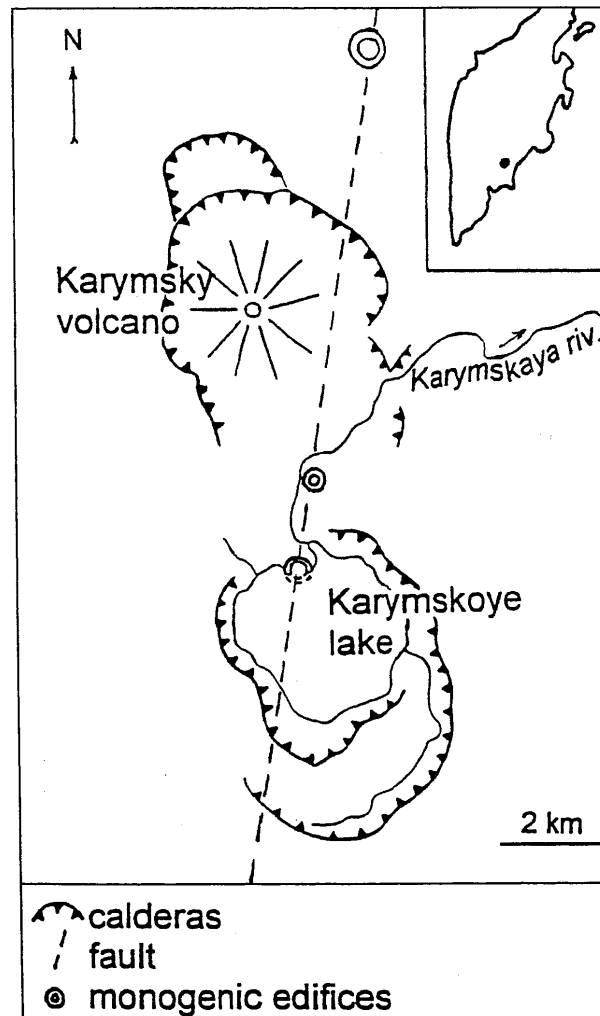 N
Karymsky
volcano
Karymskaya riv.
Karymskoye
lake
2 km
calderas
fault
monogenic edifices